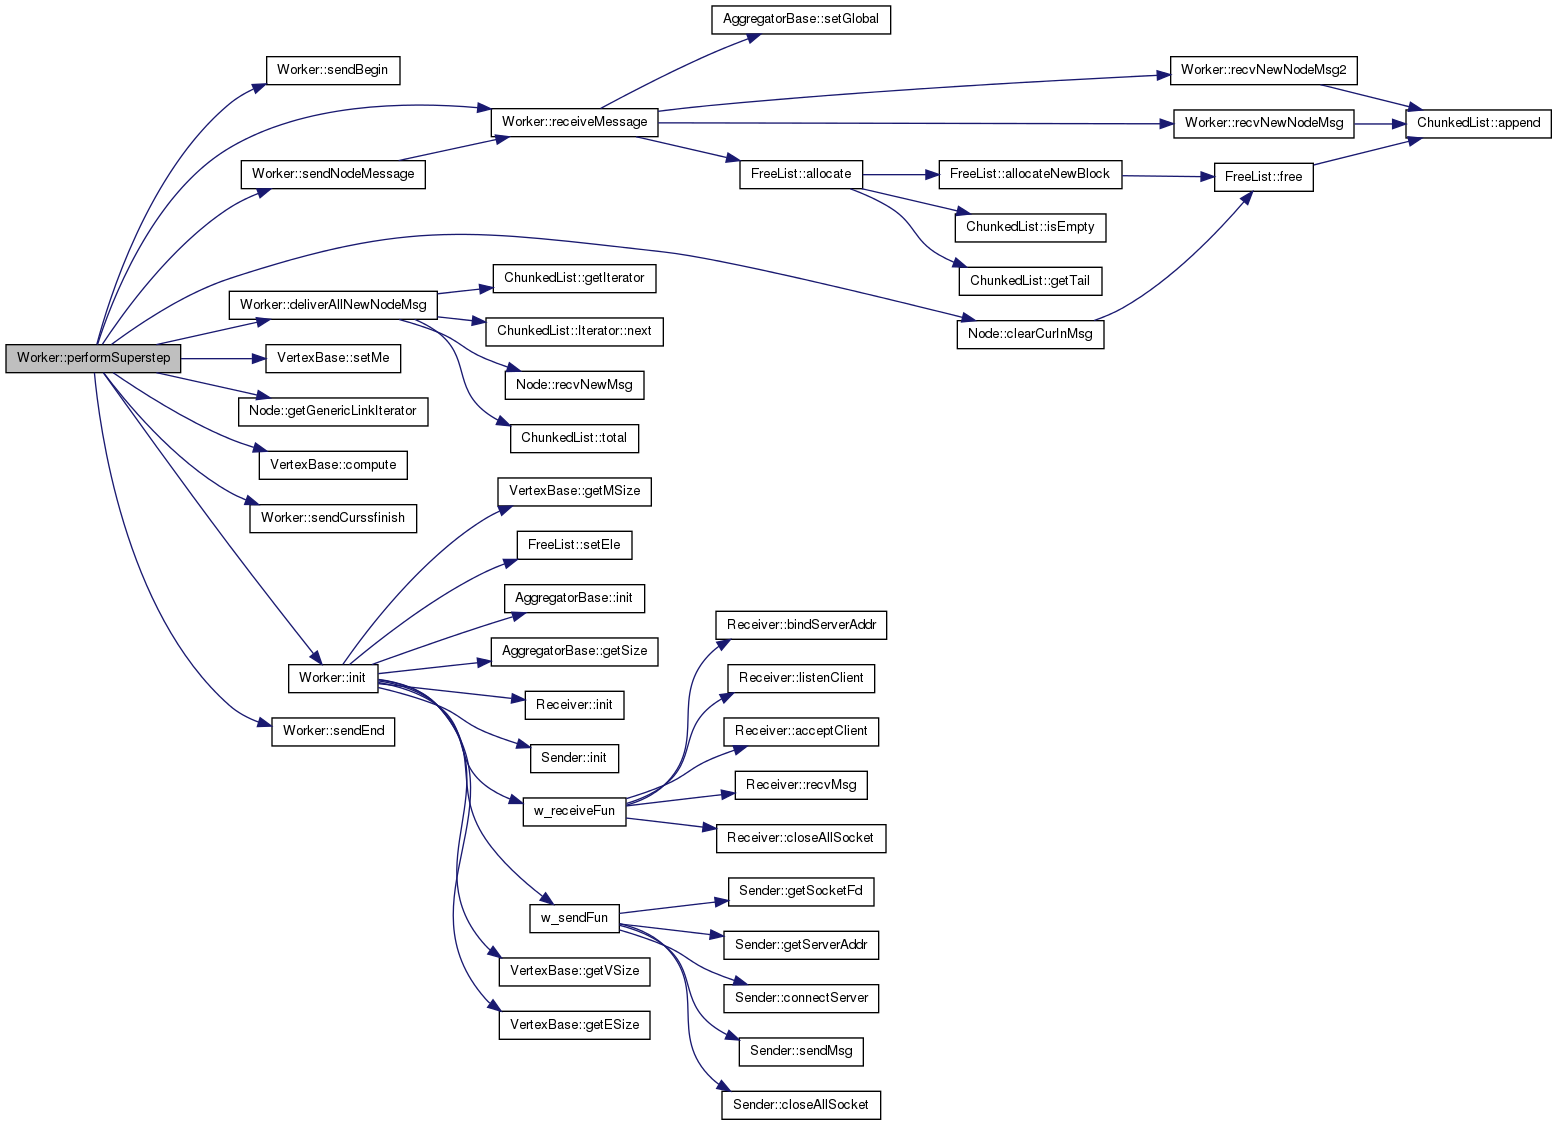 AggregatorBase::setGlobal
Worker::sendBegin
Worker::recvNewNodeMsg2
Worker::receiveMessage
Worker::recvNewNodeMsg
ChunkedList::append
Worker::sendNodeMessage
FreeList::allocate
FreeList::allocateNewBlock
FreeList::free
ChunkedList::isEmpty
ChunkedList::getIterator
ChunkedList::getTail
Worker::deliverAllNewNodeMsg
ChunkedList::Iterator::next
Node::clearCurInMsg
Worker::performSuperstep
VertexBase::setMe
Node::recvNewMsg
Node::getGenericLinkIterator
ChunkedList::total
VertexBase::compute
VertexBase::getMSize
Worker::sendCurssfinish
FreeList::setEle
AggregatorBase::init
Receiver::bindServerAddr
AggregatorBase::getSize
Worker::init
Receiver::listenClient
Receiver::init
Worker::sendEnd
Receiver::acceptClient
Sender::init
Receiver::recvMsg
w_receiveFun
Receiver::closeAllSocket
Sender::getSocketFd
w_sendFun
Sender::getServerAddr
VertexBase::getVSize
Sender::connectServer
VertexBase::getESize
Sender::sendMsg
Sender::closeAllSocket